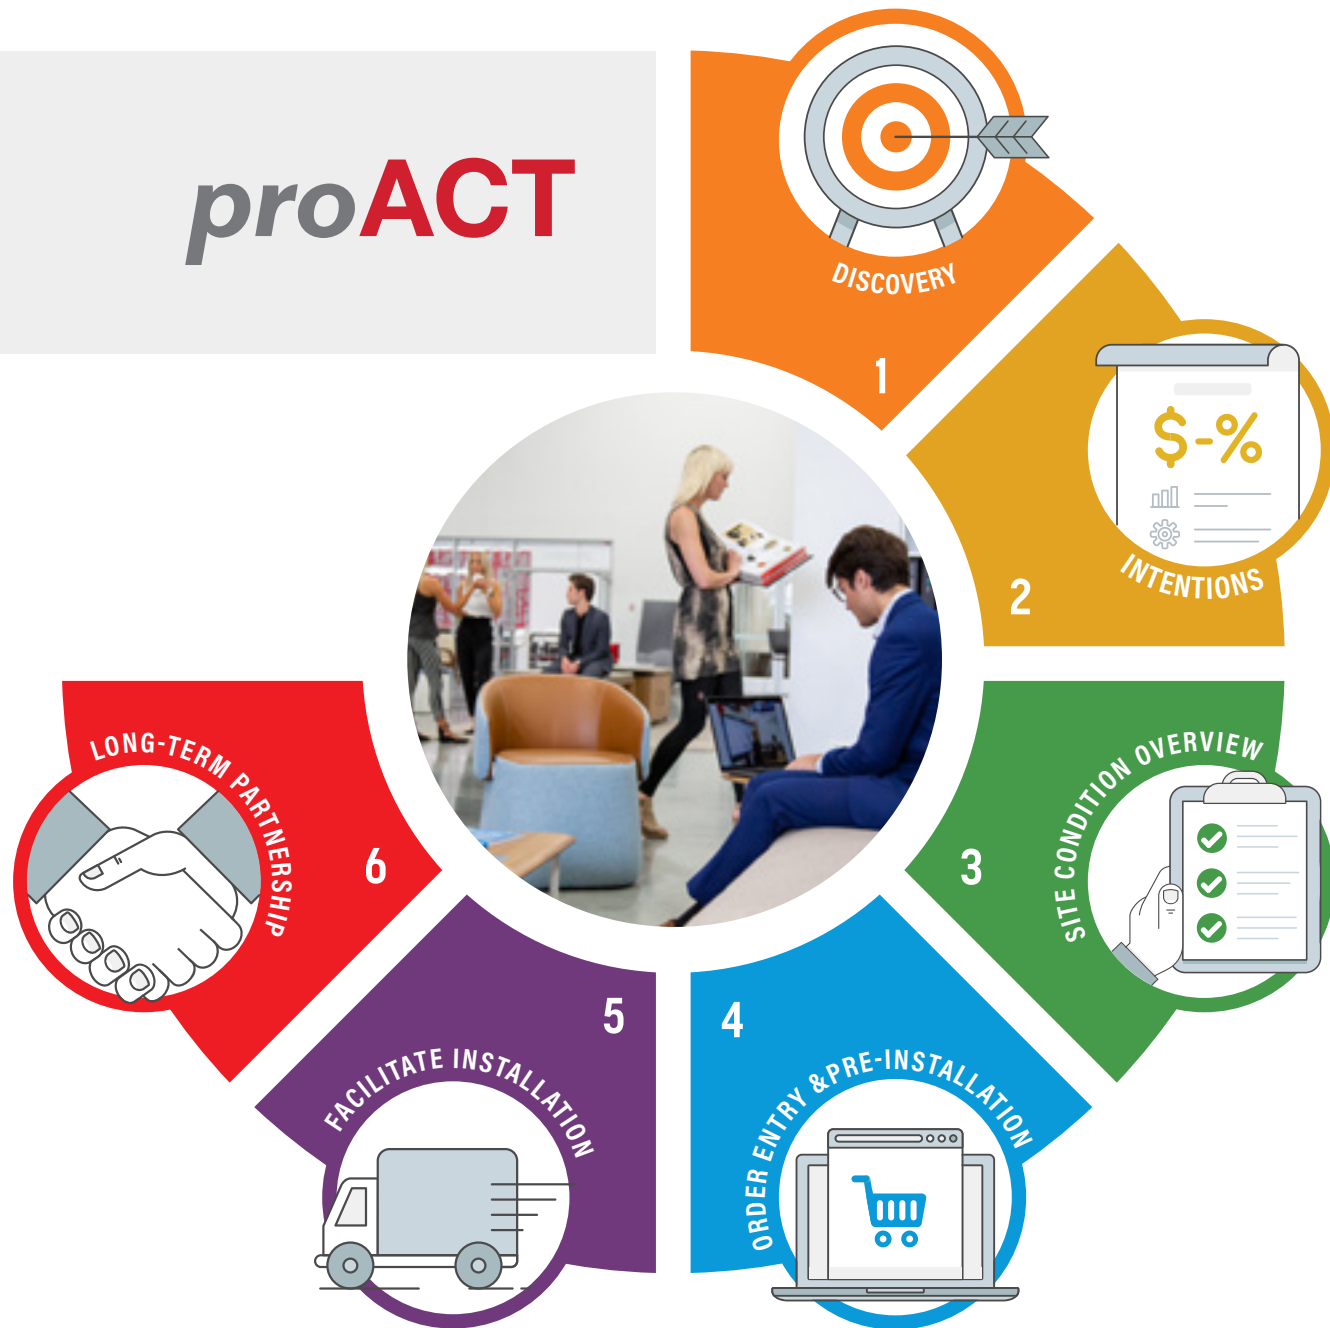 proACT
DISCOVERY
1
$-%
INTENTIONS
2
SITE CONDITION OVERVIEW
3
ORDER ENTRY &PRE-INSTALLATION
4
FACILITATE INSTALLATION
5
LONG-TERM PARTNERSHIP
6